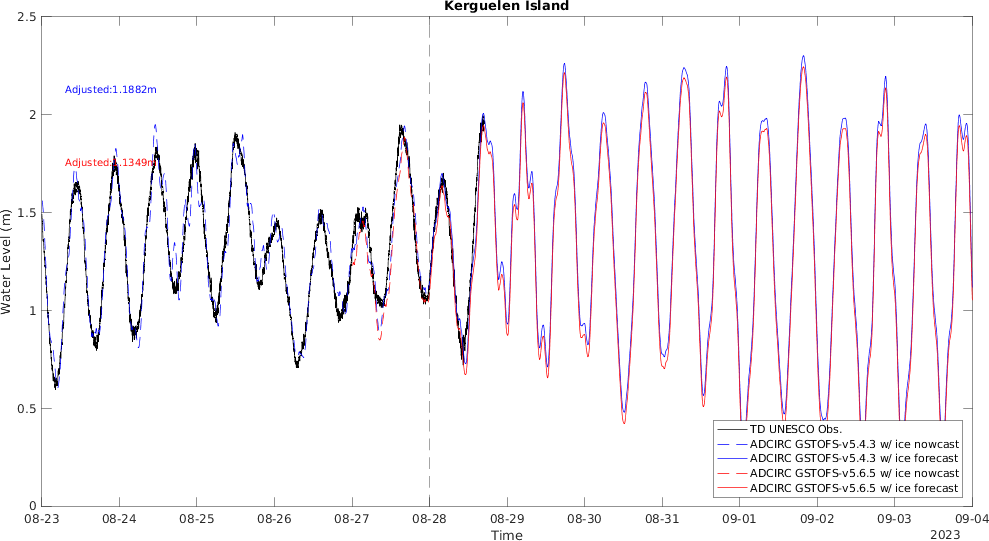 Kerguelen Island
2.5
2
1.5
1
0.5
0
Water Level (m)
Adjusted:1.1882m
Adjusted:1.1349m
TD UNESCO Obs.
ADCIRC GSTOFS-v5.4.3 w/ ice nowcast
ADCIRC GSTOFS-v5.4.3 w/ ice forecast
ADCIRC GSTOFS-v5.6.5 w/ ice nowcast
ADCIRC GSTOFS-v5.6.5 w/ ice forecast
08-23 08-24 08-25 08-26 08-27 08-28 08-29 08-30 08-31 09-01 09-02 09-03 09-04
Time
2023